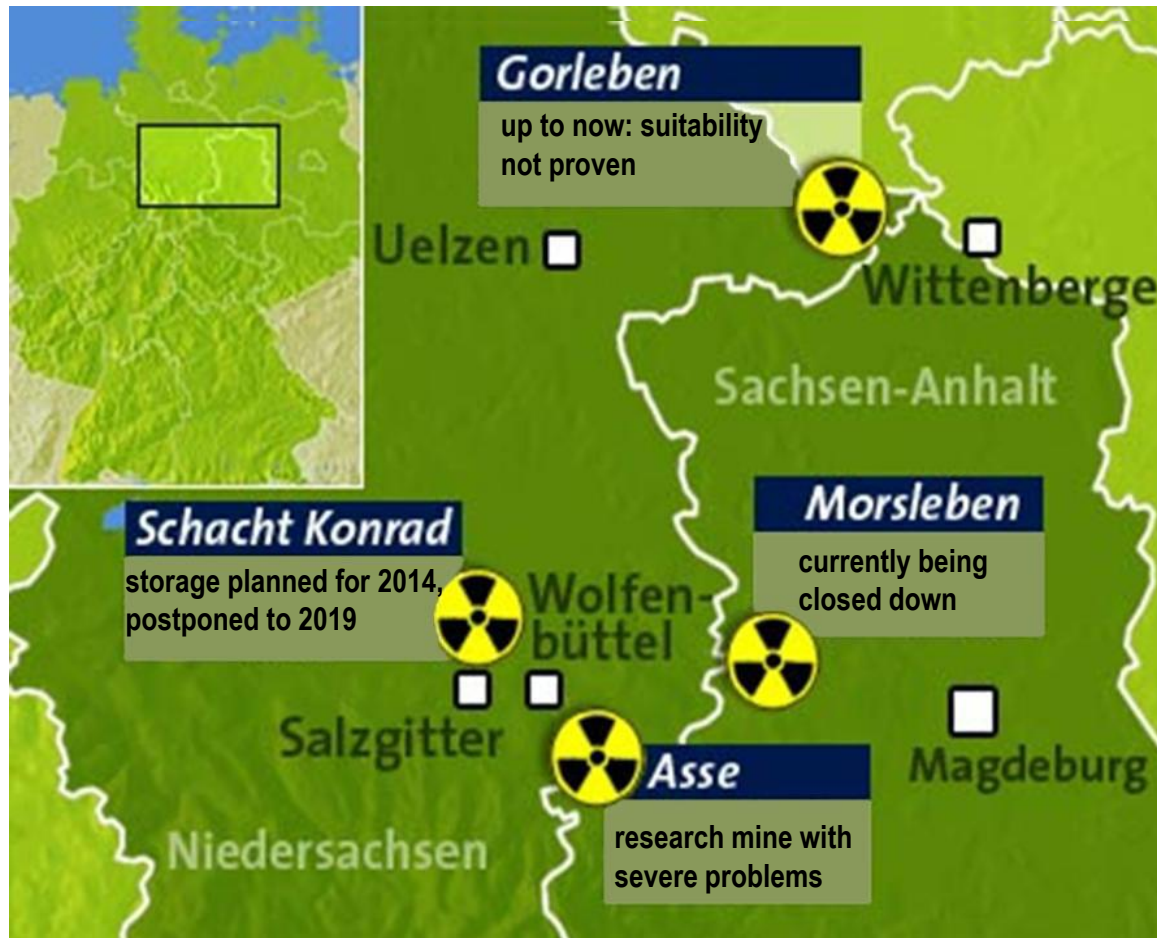 Gorleben
up to now: suitability
not proven
Uelzen
Wittenberge
Sachsen-Anhalt
Schacht Konrad
storage planned for 2014,
postponed to 2019
Wolfen-
büttel
Morsleben
currently being
closed down
Salzgitter
Asse
Magdeburg
research mine with
severe problems
Niedersachsen